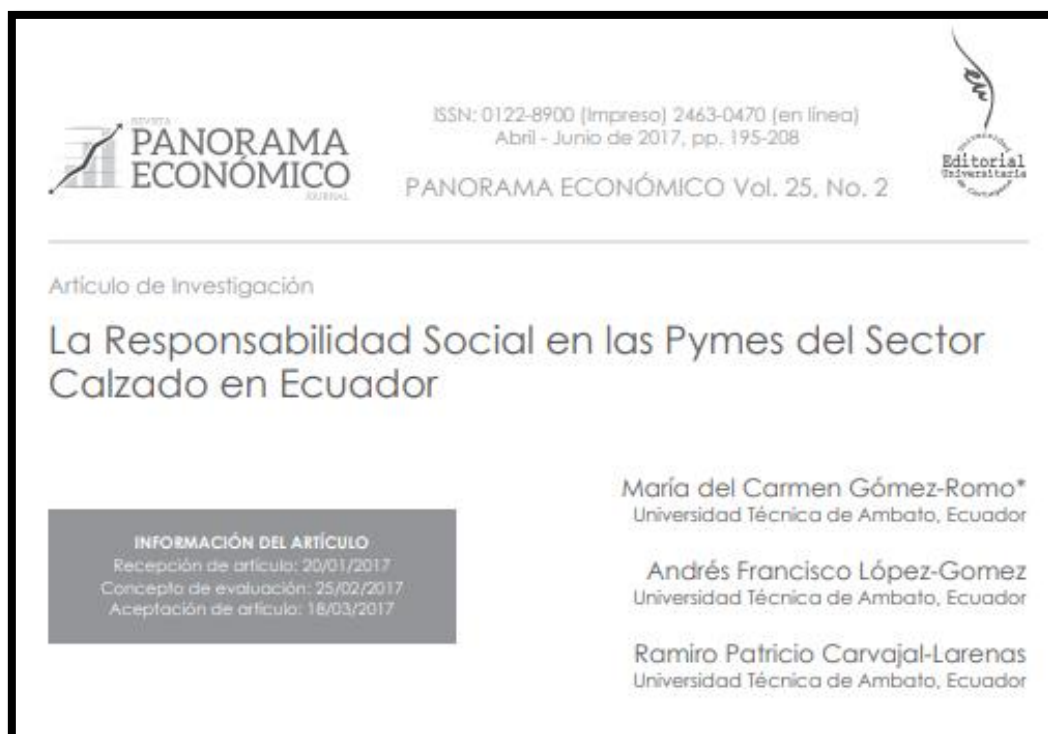 REVISTA
PANORAMA
ECONÓMICO
JOURNAL
ISSN: 0122-8900 (Impreso) 2463-0470 (en línea)
Abril - Junio de 2017, pp. 195-208
PANORAMA ECONÓMICO Vol. 25, No. 2
Universidad
Editorial
Universitaria
de Cartagena
Artículo de Investigación
La Responsabilidad Social en las Pymes del Sector
Calzado en Ecuador
María del Carmen Gómez-Romo*
Universidad Técnica de Ambato, Ecuador
Andrés Francisco López-Gomez
Universidad Técnica de Ambato, Ecuador
Ramiro Patricio Carvajal-Larenas
Universidad Técnica de Ambato, Ecuador
INFORMACIÓN DEL ARTÍCULO
Recepción de artículo: 20/01/2017
Concepto de evaluación: 25/02/2017
Aceptación de artículo: 18/03/2017